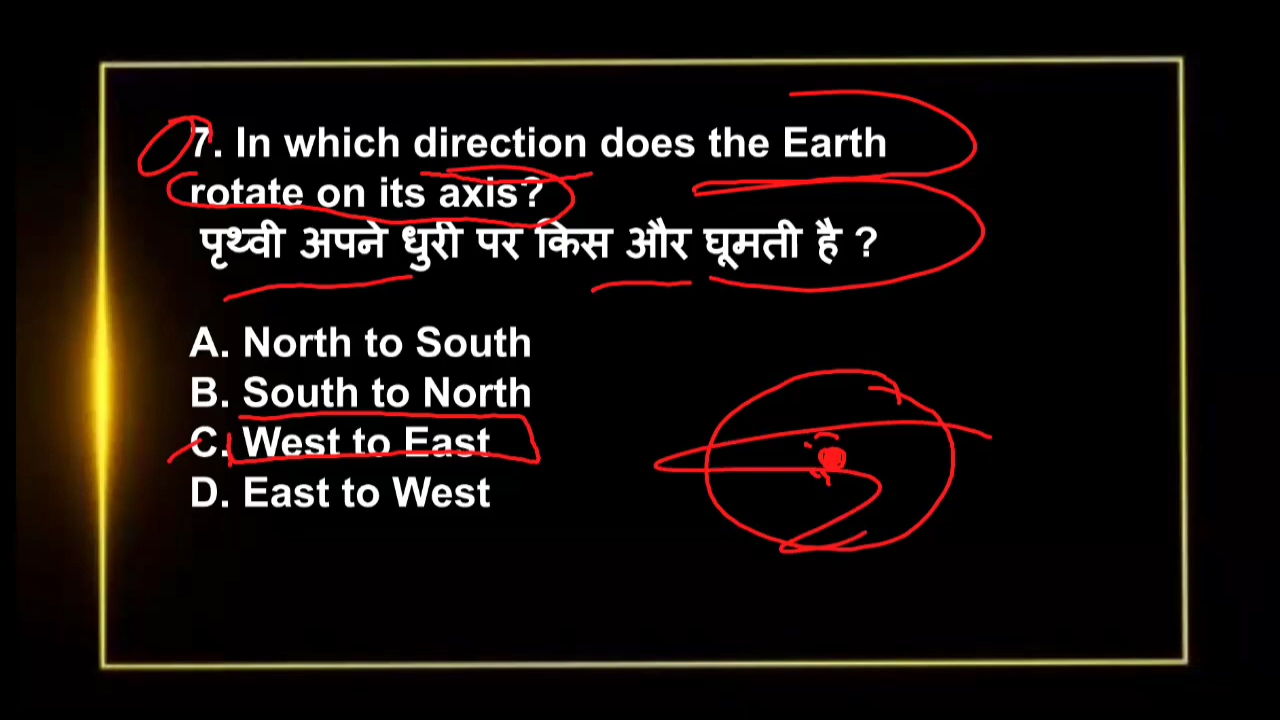 7. In which direction does the Earth
rotate on its axis?
पृथ्वी अपने धुरी पर किस और घूमती है ?
A. North to South
B. South to North
C. West to East
D. East to West